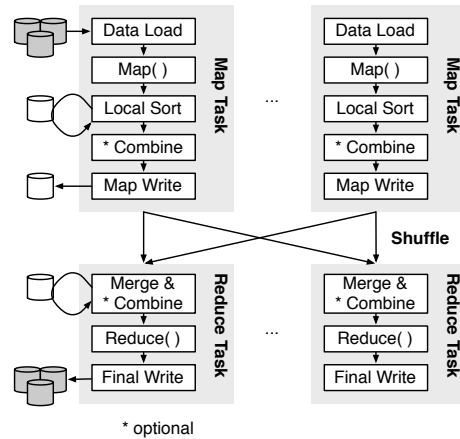 Data Load
Map( )
Local Sort
* Combine
Map Write
Map Task
...
Data Load
Map( )
Local Sort
* Combine
Map Write
Map Task
Shuffle
Merge &
* Combine
Reduce( )
Final Write
Reduce Task
...
Merge &
* Combine
Reduce( )
Final Write
Reduce Task
* optional